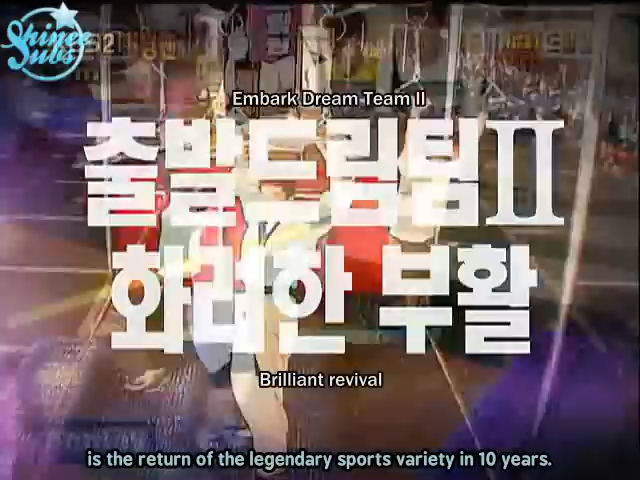 Shinee
Subs
Embark Dream Team II
출발드림팀Ⅱ
화려한 부활
Brilliant revival
is the return of the legendary sports variety in 10 years.